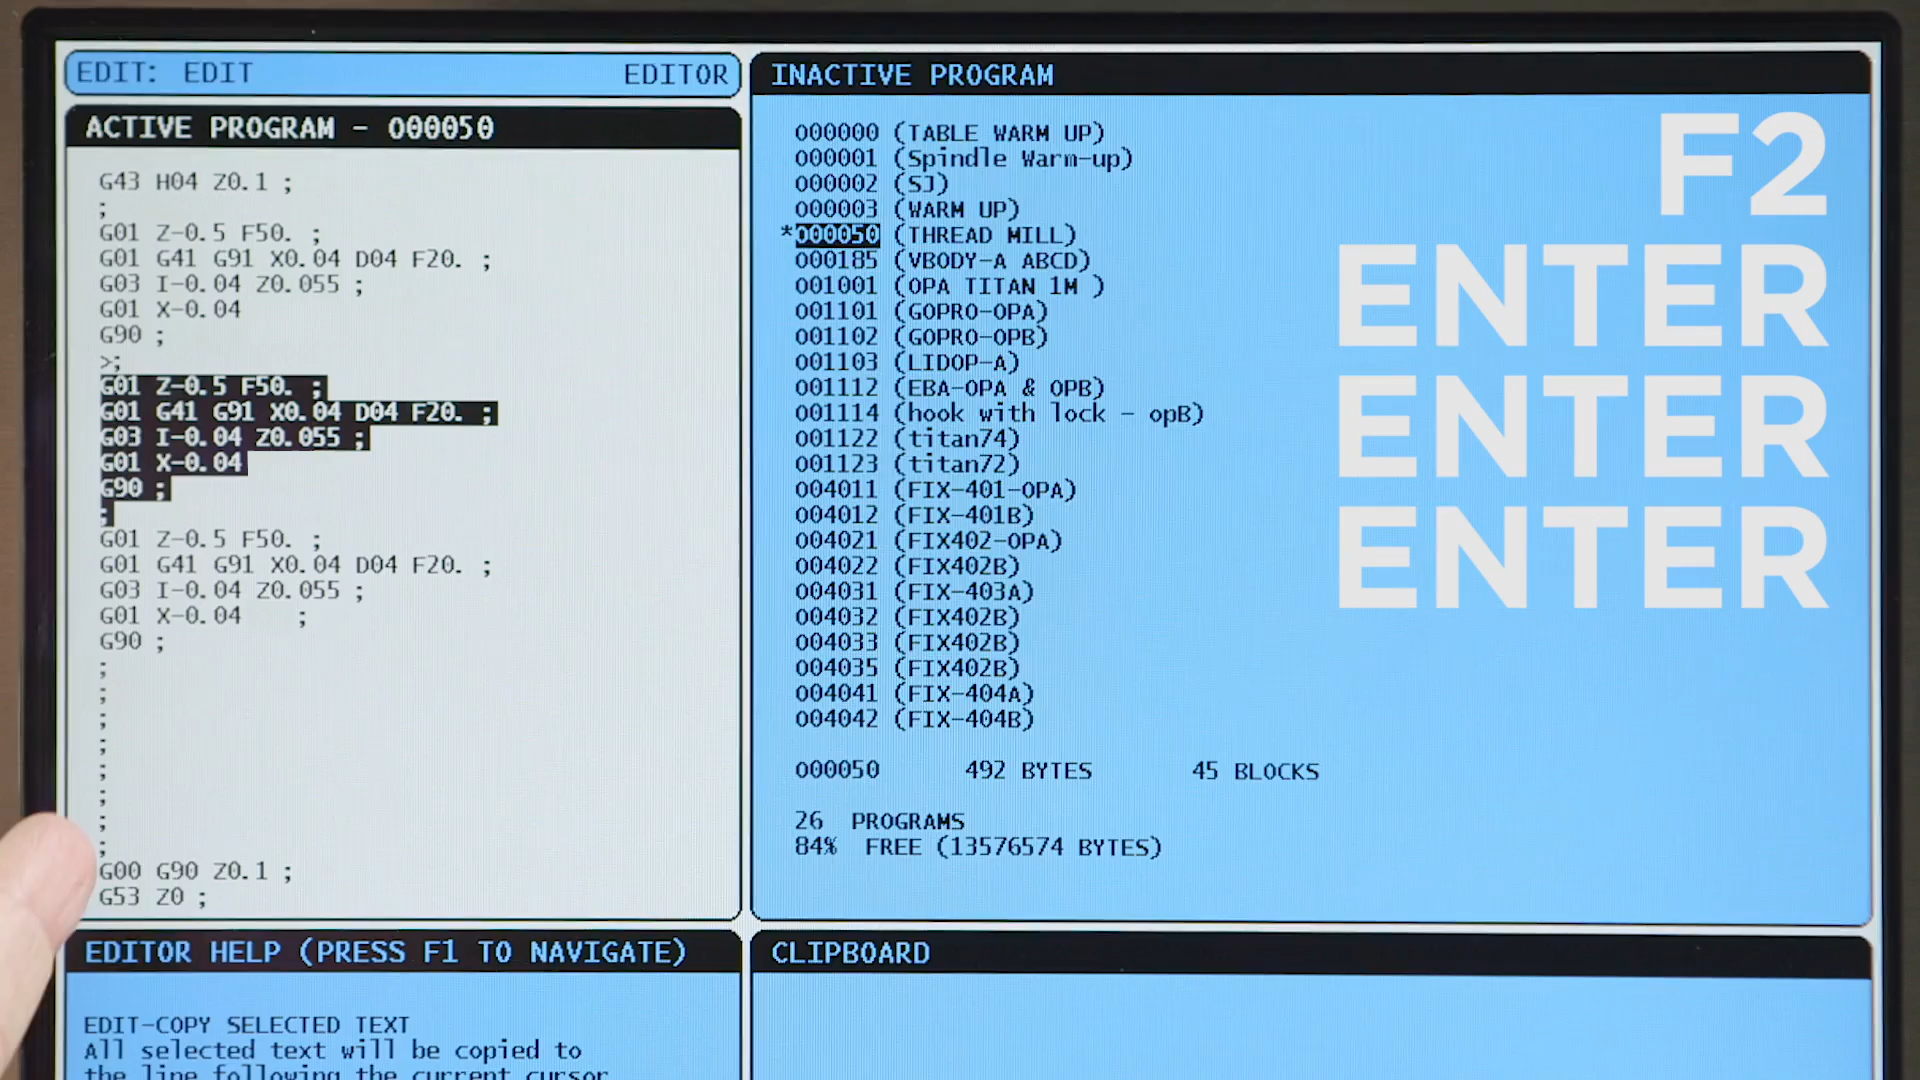 EDIT: EDIT EDITOR
ACTIVE PROGRAM - O00050
G43 H04 Z0.1 ;
;
G01 Z-0.5 F50. ;
G01 G41 G91 X0.04 D04 F20. ;
G03 I-0.04 Z0.055 ;
G01 X-0.04
G90 ;
>;
G01 Z-0.5 F50. ;
G01 G41 G91 X0.04 D04 F20. ;
G03 I-0.04 Z0.055 ;
G01 X-0.04
G90 ;
;
G01 Z-0.5 F50. ;
G01 G41 G91 X0.04 D04 F20. ;
G03 I-0.04 Z0.055 ;
G01 X-0.04 ;
G90 ;
;
;
;
;
;
;
;
;
G00 G90 Z0.1 ;
G53 Z0 ;
INACTIVE PROGRAM
O00000 (TABLE WARM UP)
O00001 (Spindle Warm-up)
O00002 (SJ)
O00003 (WARM UP)
*O00050 (THREAD MILL)
O00185 (VBODY-A ABCD)
O01001 (OPA TITAN 1M )
O01101 (GOPRO-OPA)
O01102 (GOPRO-OPB)
O01103 (LIDOP-A)
O01112 (EBA-OPA & OPB)
O01114 (hook with lock - opB)
O01122 (titan74)
O01123 (titan72)
O04011 (FIX-401-OPA)
O04012 (FIX-401B)
O04021 (FIX402-OPA)
O04022 (FIX402B)
O04031 (FIX-403A)
O04032 (FIX402B)
O04033 (FIX402B)
O04035 (FIX402B)
O04041 (FIX-404A)
O04042 (FIX-404B)
O00050 492 BYTES 45 BLOCKS
26 PROGRAMS
84% FREE (13576574 BYTES)
F2
ENTER
ENTER
ENTER
EDITOR HELP (PRESS F1 TO NAVIGATE)
EDIT-COPY SELECTED TEXT
All selected text will be copied to
the line following the current cursor
CLIPBOARD